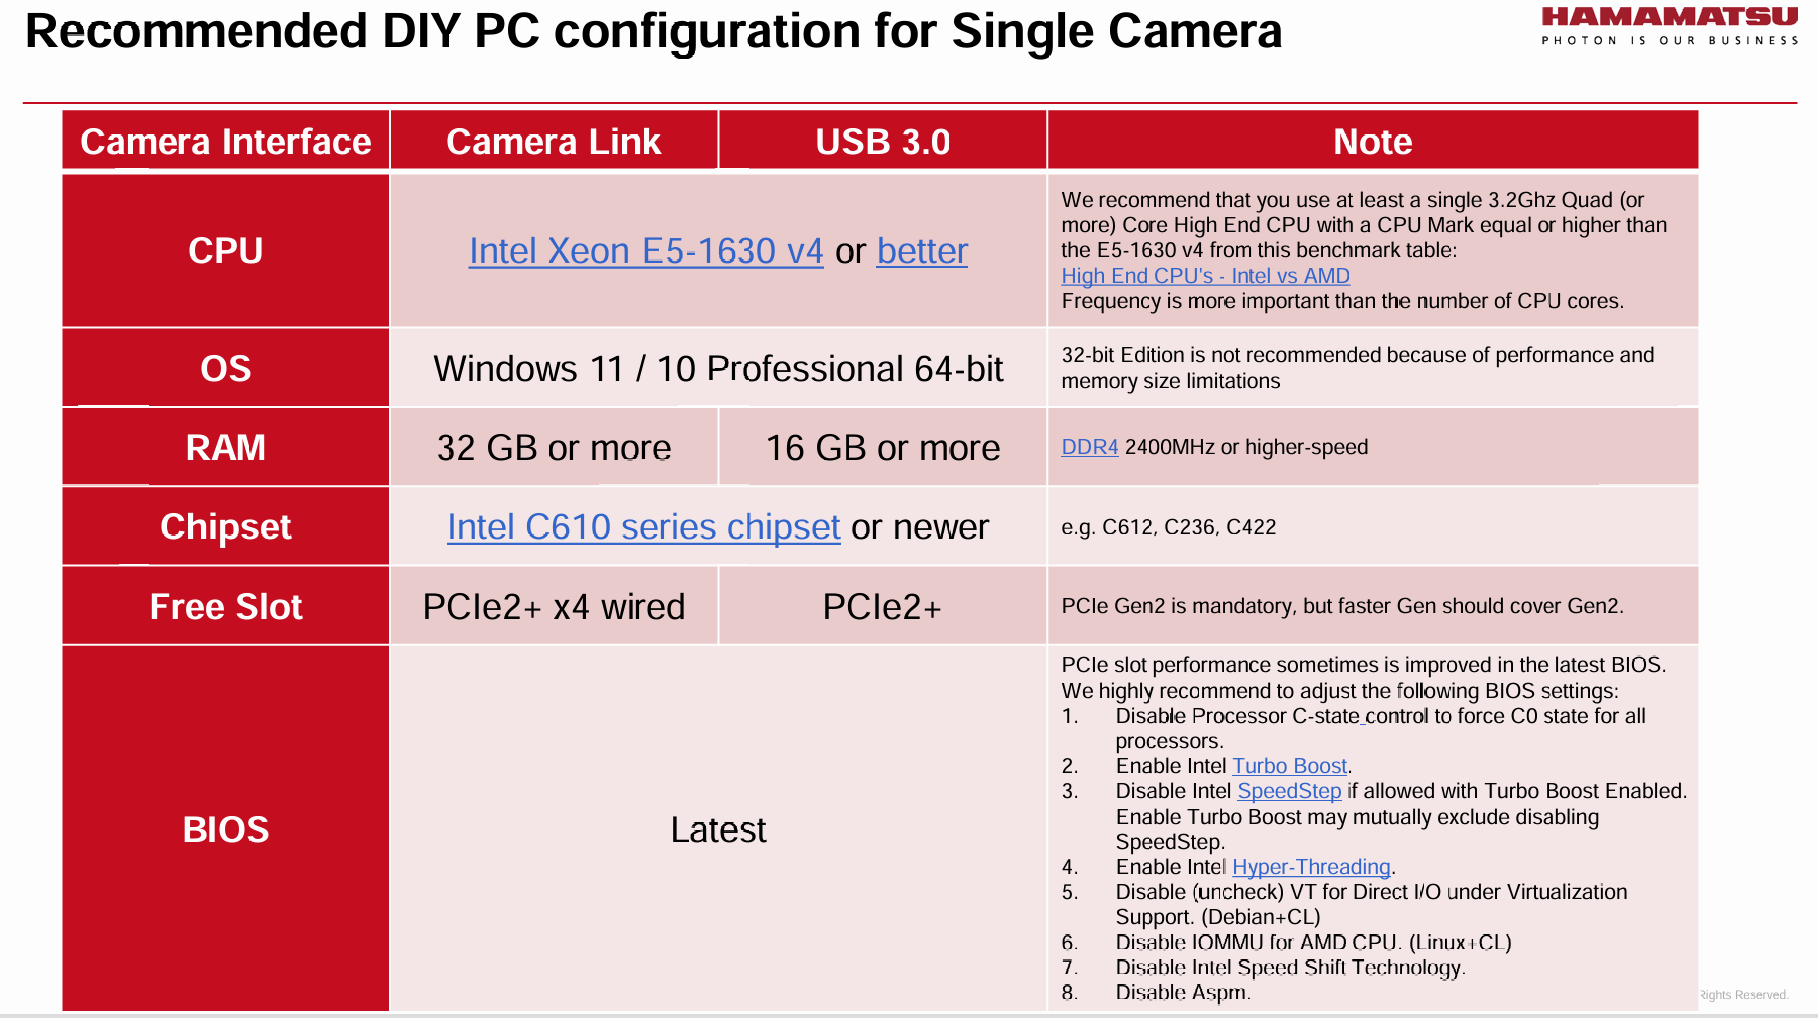 Recommended DIY PC configuration for Single Camera
HAMAMATSU
PHOTON IS OUR BUSINESS
Camera Interface
Camera Link
USB 3.0
Note
CPU
Intel Xeon E5-1630 v4 or better
We recommend that you use at least a single 3.2Ghz Quad (or
more) Core High End CPU with a CPU Mark equal or higher than
the E5-1630 v4 from this benchmark table:
High End CPU's - Intel vs AMD
Frequency is more important than the number of CPU cores.
OS
Windows 11 / 10 Professional 64-bit
32-bit Edition is not recommended because of performance and
memory size limitations
RAM
32 GB or more
16 GB or more
DDR4 2400MHz or higher-speed
Chipset
Intel C610 series chipset or newer
e.g. C612, C236, C422
Free Slot
PCIe2+ x4 wired
PCIe2+
PCIe Gen2 is mandatory, but faster Gen should cover Gen2.
BIOS
Latest
PCIe slot performance sometimes is improved in the latest BIOS.
We highly recommend to adjust the following BIOS settings:
1. Disable Processor C-state control to force C0 state for all
processors.
2. Enable Intel Turbo Boost.
3. Disable Intel SpeedStep if allowed with Turbo Boost Enabled.
Enable Turbo Boost may mutually exclude disabling
SpeedStep.
4. Enable Intel Hyper-Threading.
5. Disable (uncheck) VT for Direct I/O under Virtualization
Support. (Debian+CL)
6. Disable IOMMU for AMD CPU. (Linux+CL)
7. Disable Intel Speed Shift Technology.
8. Disable Aspm.
Rights Reserved.